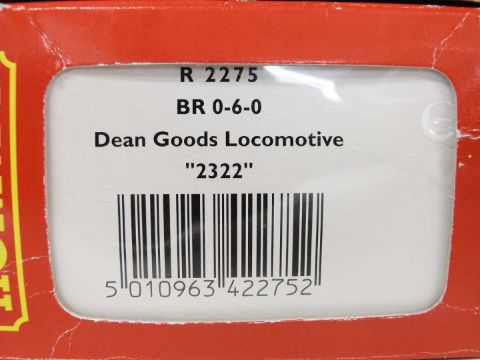 R 2275
BR 0-6-0
Dean Goods Locomotive
"2322"
5 010963 422752